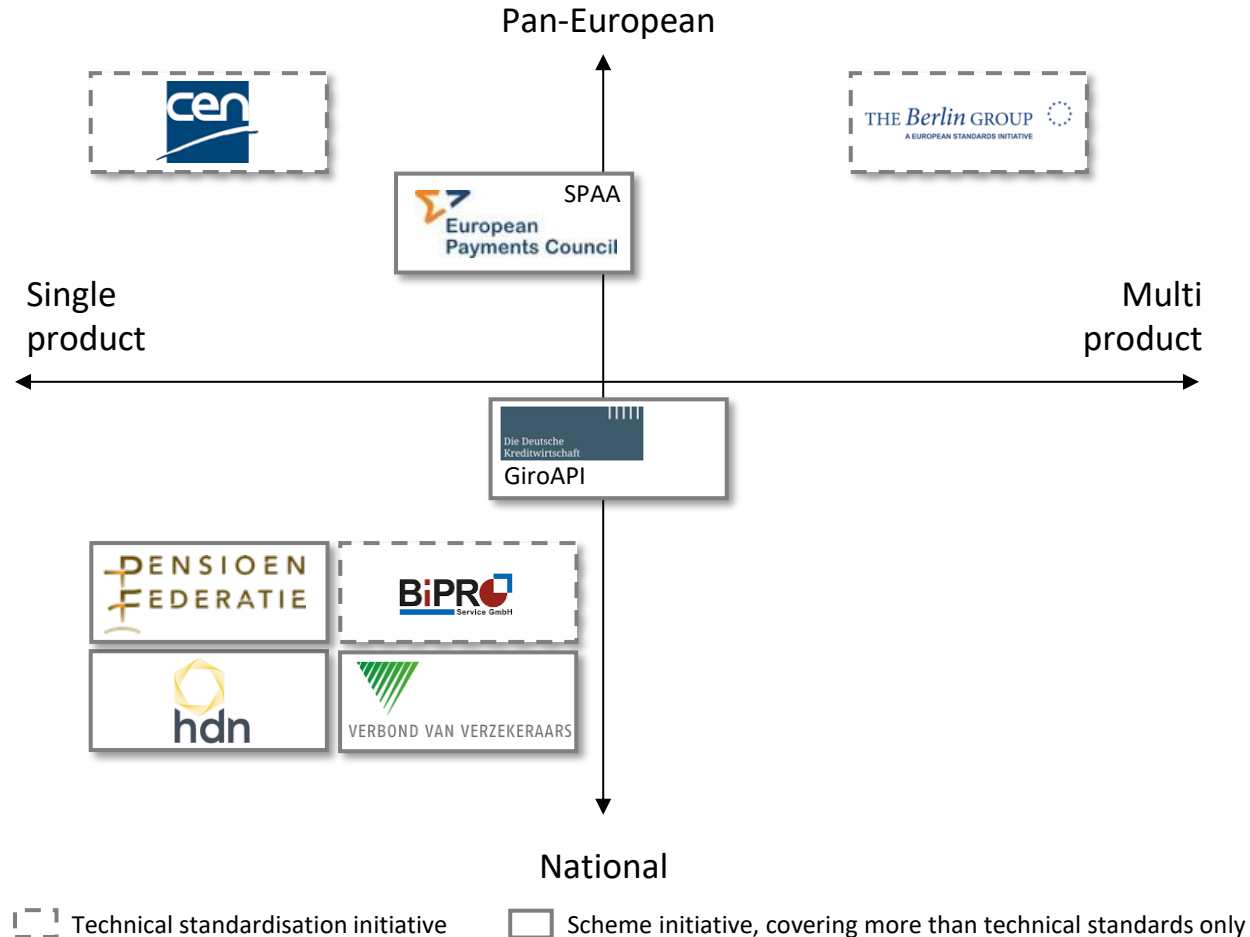 Pan-European
cen
THE Berlin GROUP
A EUROPEAN STANDARDS INITIATIVE
SPAA
European
Payments Council
Single
product
Multi
product
Die Deutsche
Kreditwirtschaft
GiroAPI
PENSIOEN
FEDERATIE
BiPRO
Service GmbH
hdn
VERBOND VAN VERZEKERAARS
National
Technical standardisation initiative
Scheme initiative, covering more than technical standards only